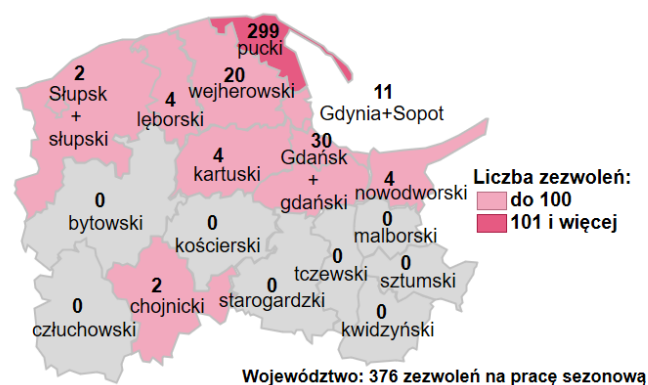 299
pucki
2
Słupsk
+
słupski
4
lęborski
20
wejherowski
11
Gdynia+Sopot
4
kartuski
30
Gdańsk
+
gdański
4
nowodworski
Liczba zezwoleń:
do 100
101 i więcej
0
bytowski
0
kościerski
0
malborski
0
tczewski
0
sztumski
0
człuchowski
2
chojnicki
0
starogardzki
0
kwidzyński
Województwo: 376 zezwoleń na pracę sezonową